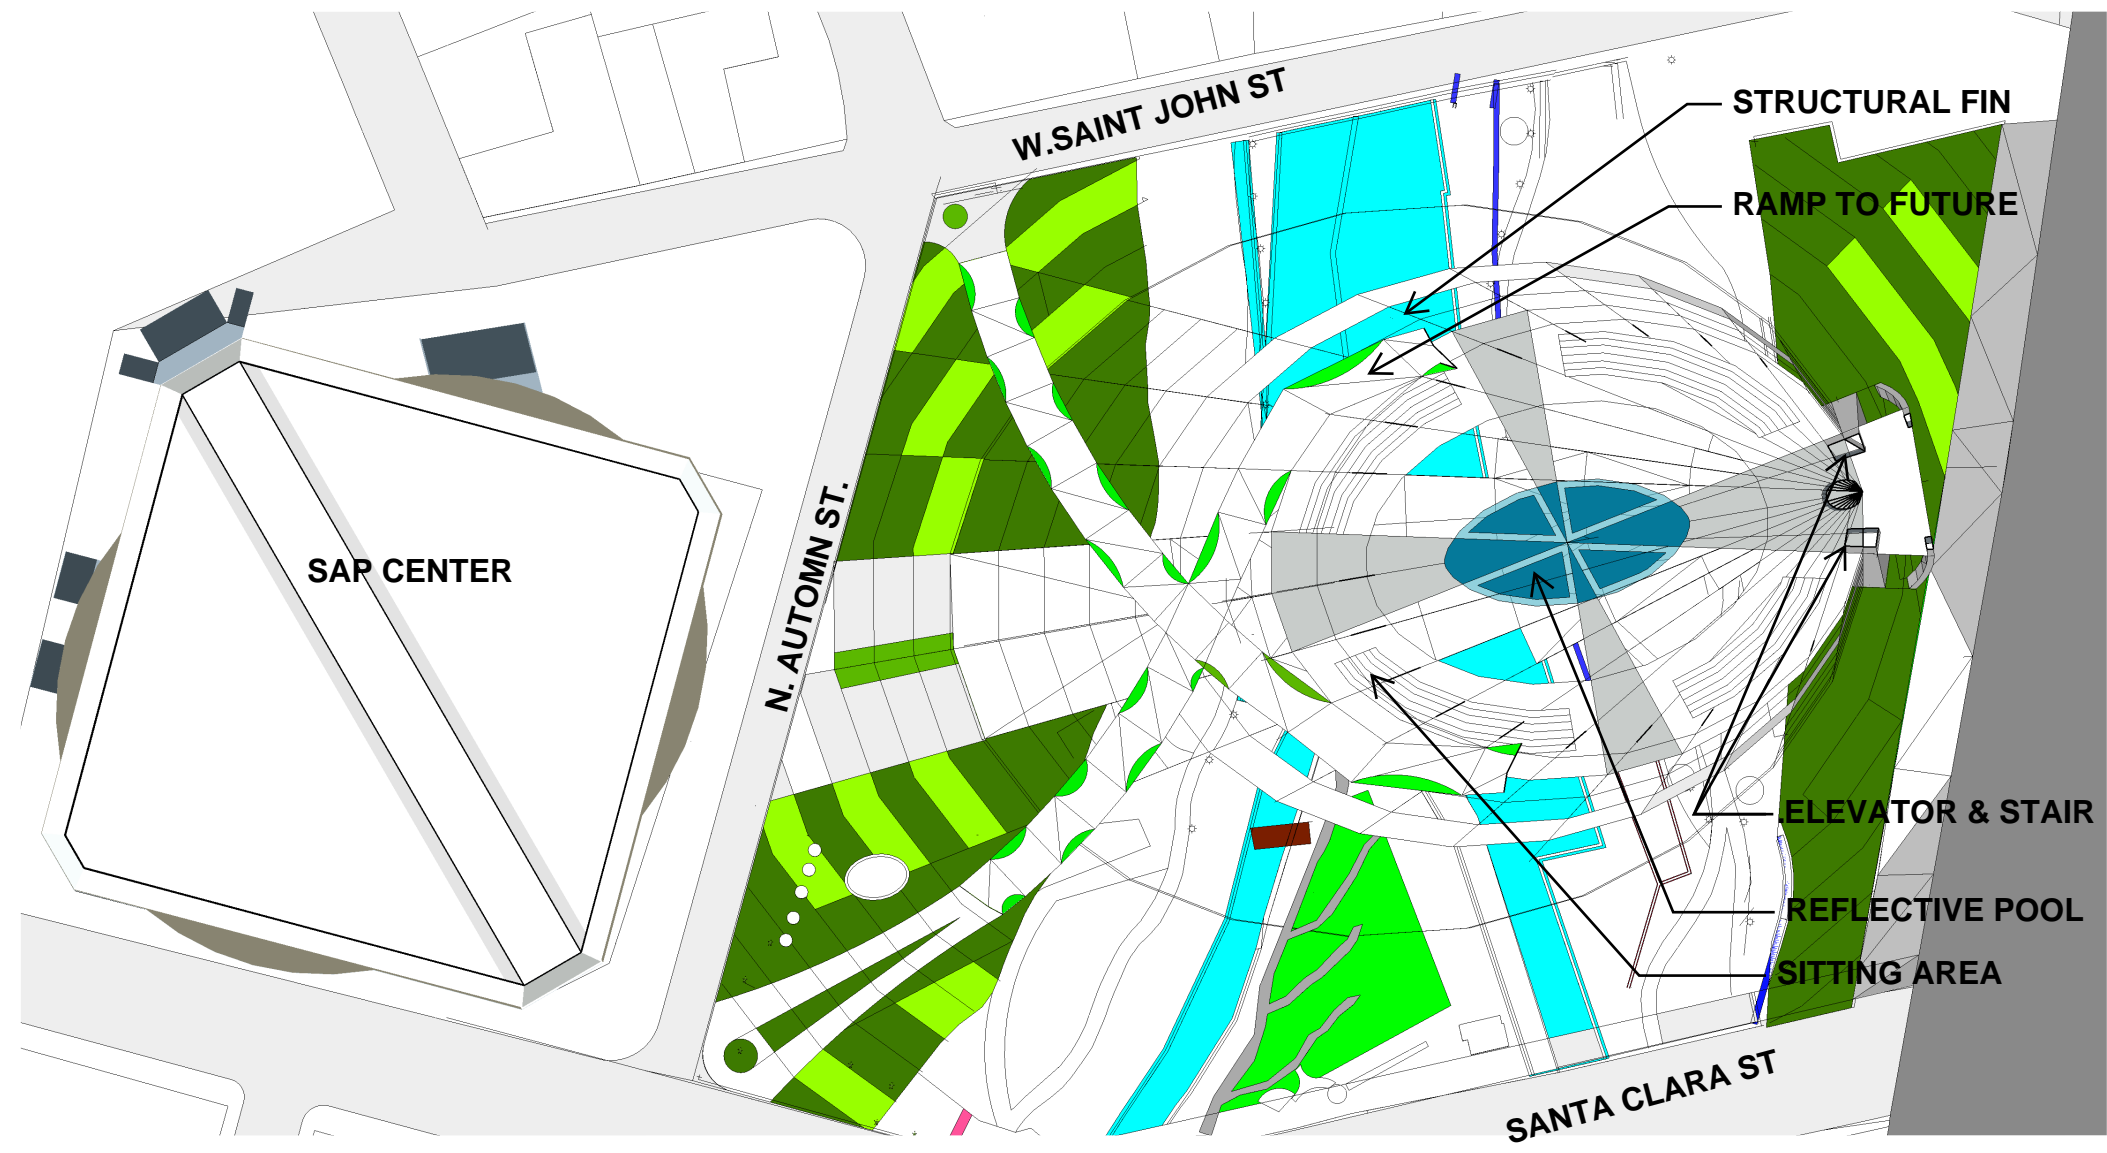 STRUCTURAL FIN
W.SAINT JOHN ST
RAMP TO FUTURE
SAP CENTER
N. AUTOMN ST.
.ELEVATOR & STAIR
REFLECTIVE POOL
SITTING AREA
SANTA CLARA ST